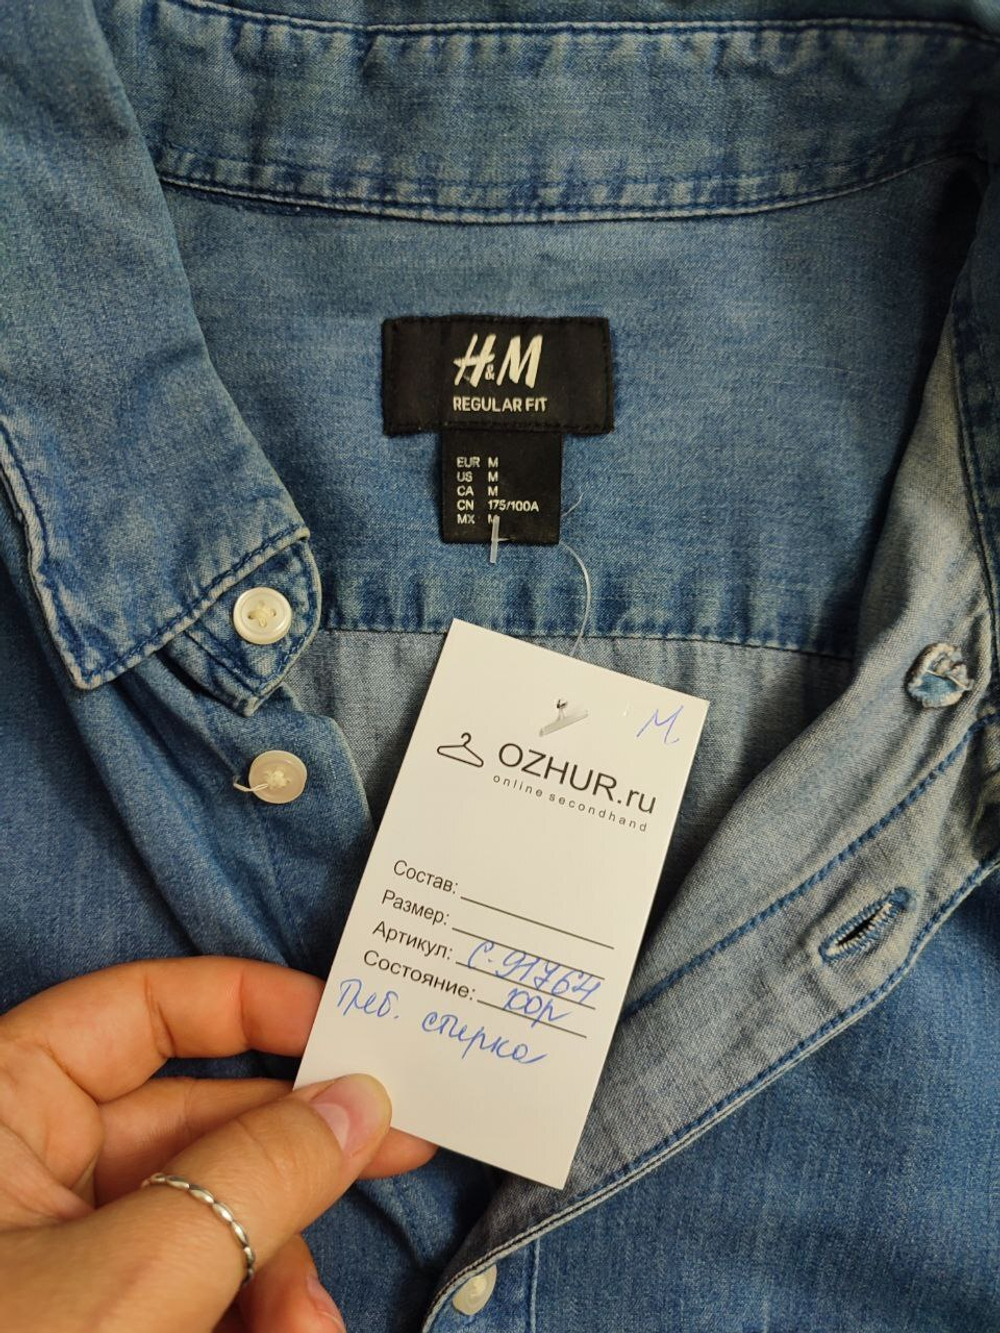 H&M
REGULAR FIT
EUR M
US M
CA M
CN 175/100A
MX M
M.
OZHUR.ru
online secondhand
Состав:
Размер:
Артикул: С-91764
Состояние: 100р
Треб. стирка